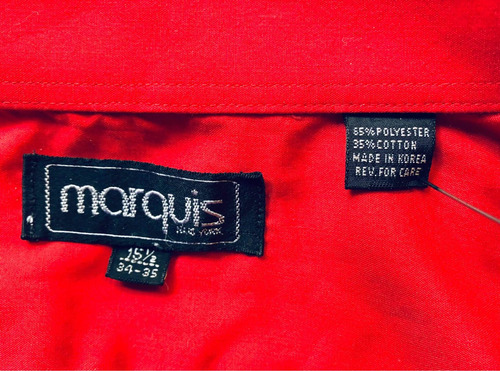 marquis
NEW YORK
15½
34-35
65% POLYESTER
35% COTTON
MADE IN KOREA
REV. FOR CARE